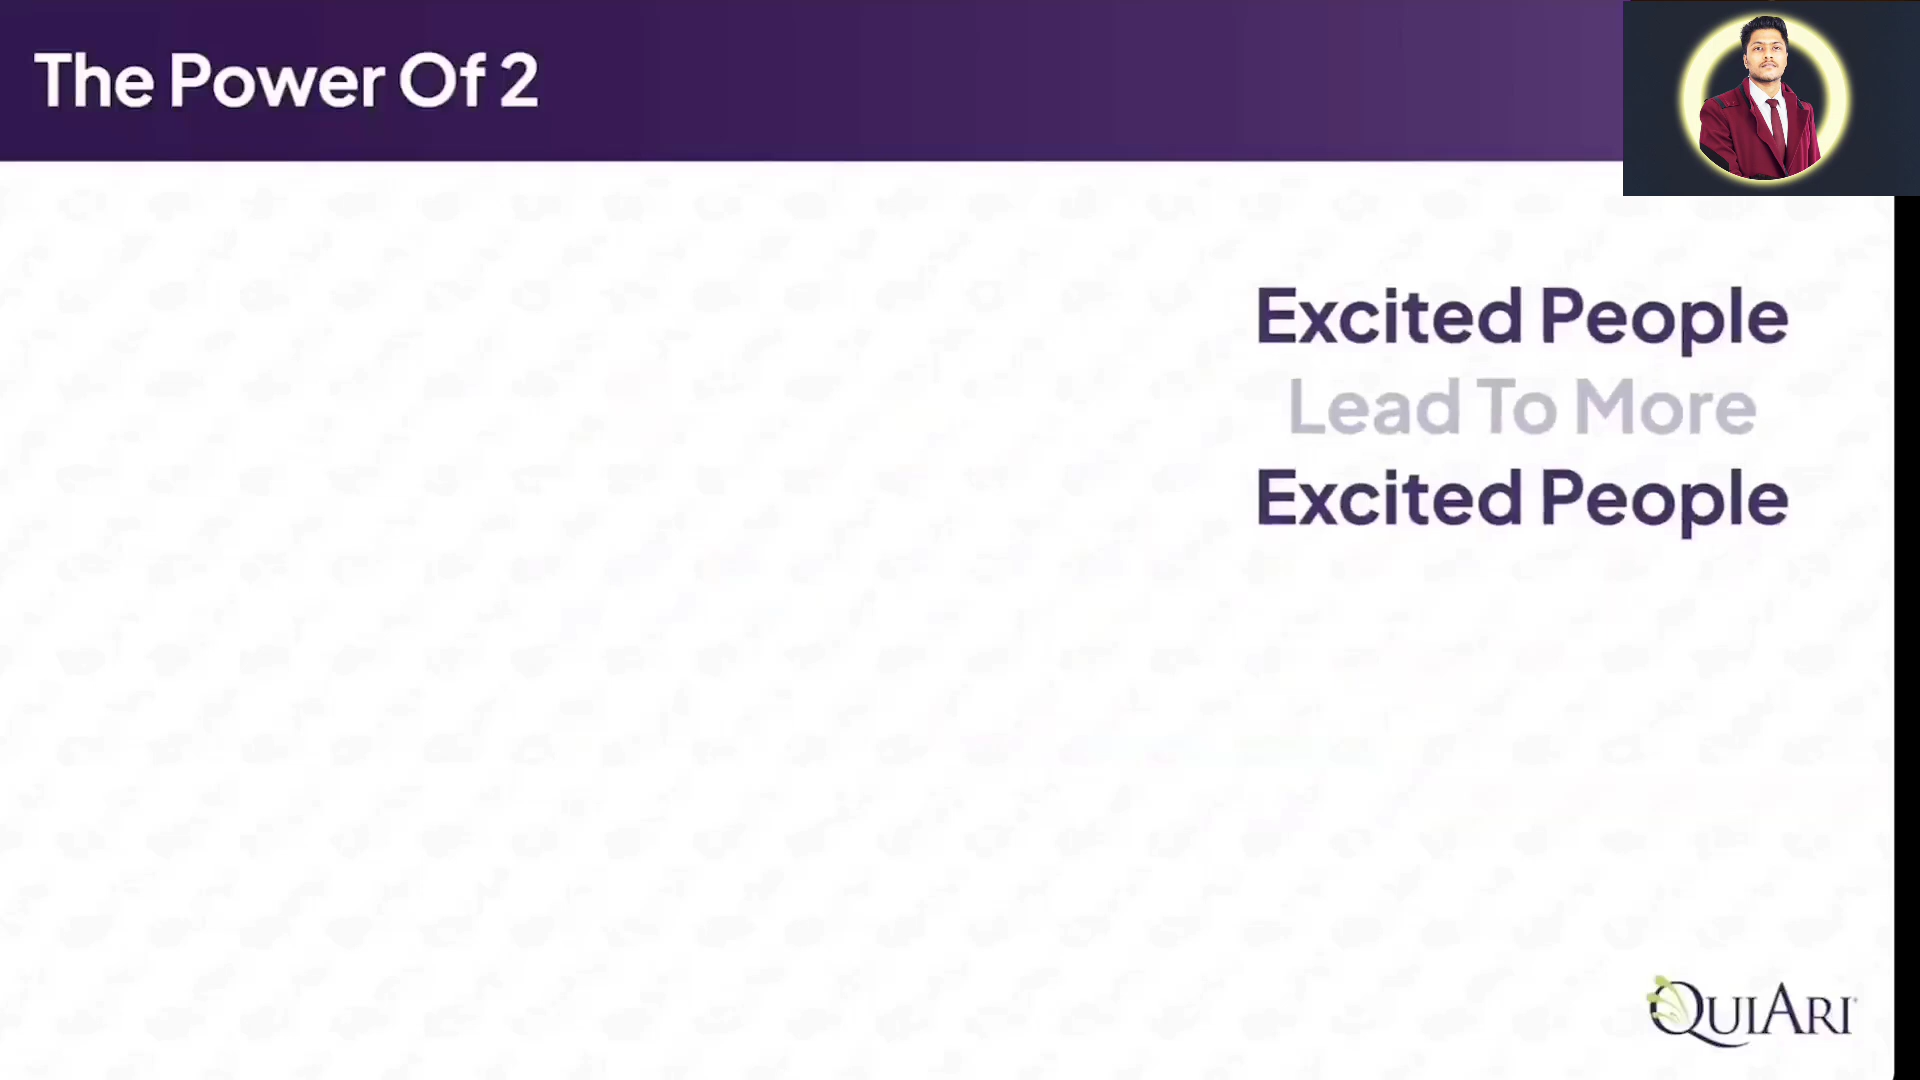 The Power Of 2
Excited People
Lead To More
Excited People
QUIARI